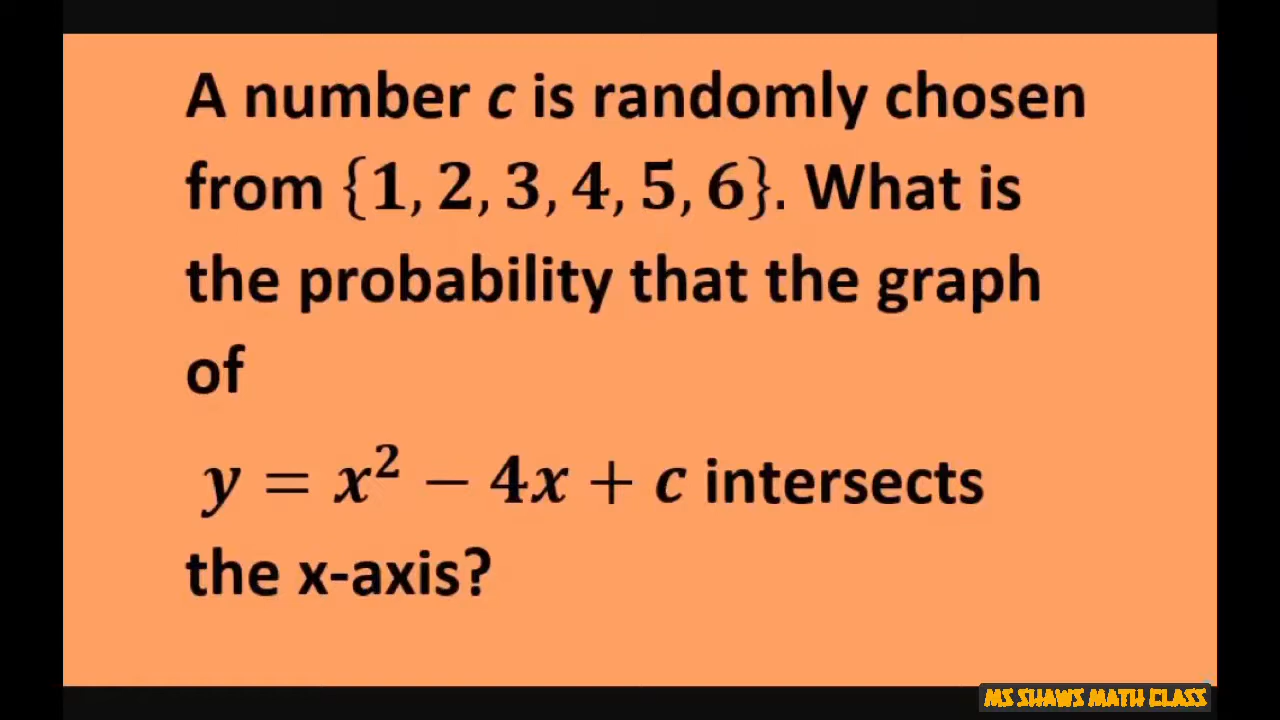 A number c is randomly chosen
from {1, 2, 3, 4, 5, 6}. What is
the probability that the graph
of
y = x² − 4x + c intersects
the x-axis?
MS SHAWS MATH CLASS